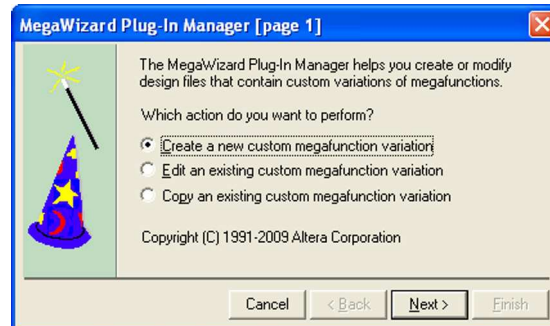 MegaWizard Plug-In Manager [page 1]
The MegaWizard Plug-In Manager helps you create or modify
design files that contain custom variations of megafunctions.
Which action do you want to perform?
Create a new custom megafunction variation
Edit an existing custom megafunction variation
Copy an existing custom megafunction variation
Copyright (C) 1991-2009 Altera Corporation
Cancel < Back Next > Finish